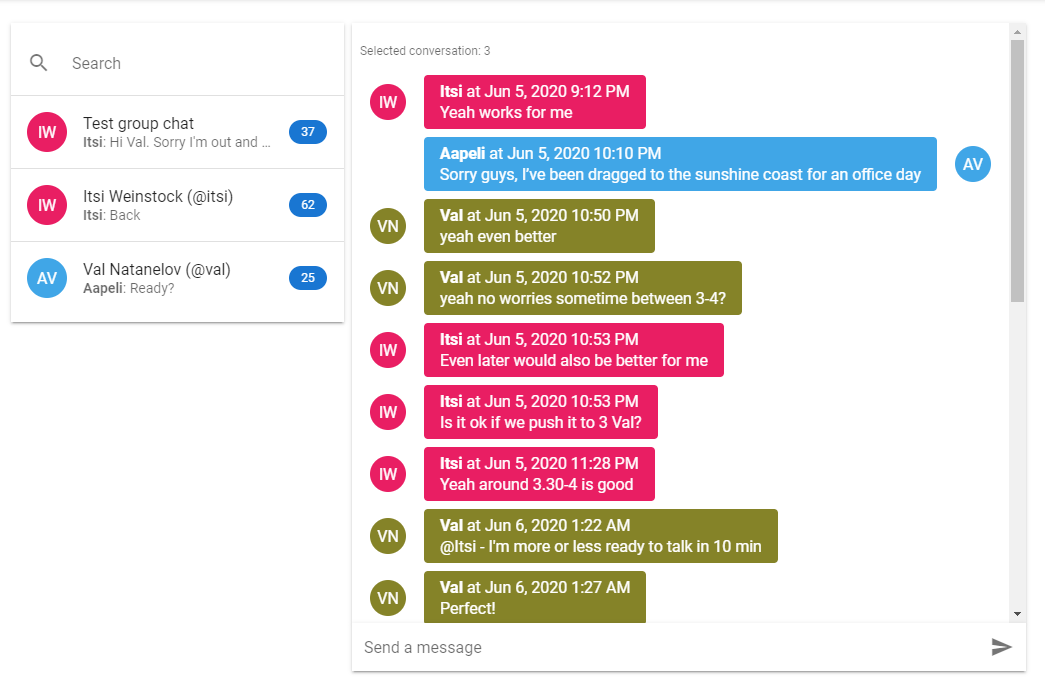 Search
IW
Test group chat
Itsi: Hi Val. Sorry I'm out and ...
37
IW
Itsi Weinstock (@itsi)
Itsi: Back
62
AV
Val Natanelov (@val)
Aapeli: Ready?
25
Selected conversation: 3
IW
Itsi at Jun 5, 2020 9:12 PM
Yeah works for me
Aapeli at Jun 5, 2020 10:10 PM
Sorry guys, I've been dragged to the sunshine coast for an office day
AV
VN
Val at Jun 5, 2020 10:50 PM
yeah even better
VN
Val at Jun 5, 2020 10:52 PM
yeah no worries sometime between 3-4?
IW
Itsi at Jun 5, 2020 10:53 PM
Even later would also be better for me
IW
Itsi at Jun 5, 2020 10:53 PM
Is it ok if we push it to 3 Val?
IW
Itsi at Jun 5, 2020 11:28 PM
Yeah around 3.30-4 is good
VN
Val at Jun 6, 2020 1:22 AM
@Itsi - I'm more or less ready to talk in 10 min
VN
Val at Jun 6, 2020 1:27 AM
Perfect!
Send a message